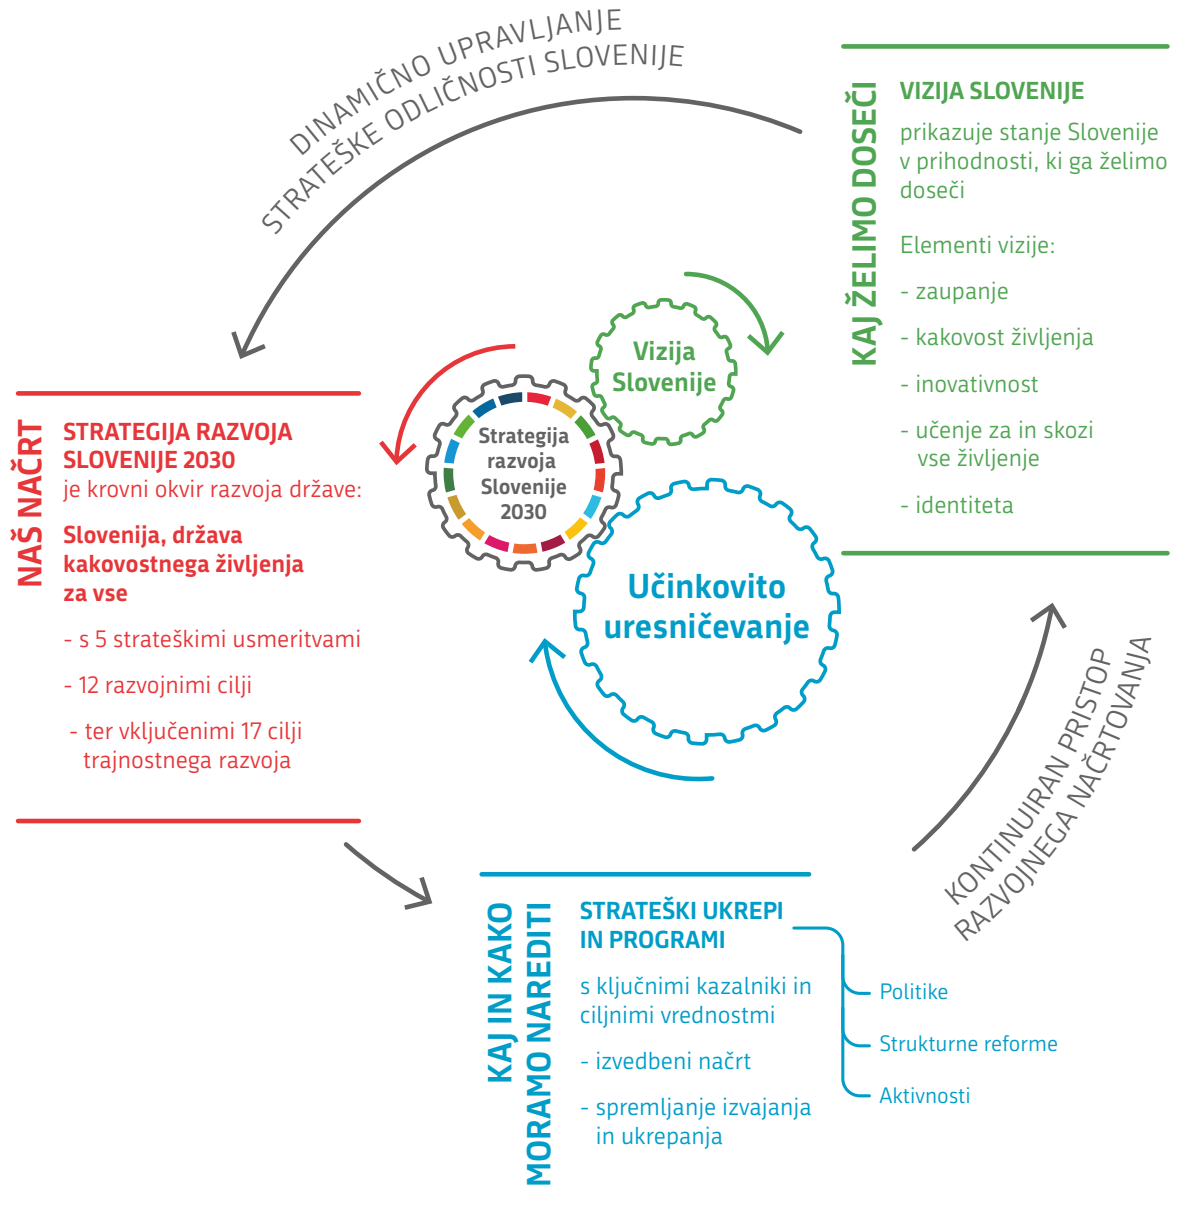 DINAMIČNO UPRAVLJANJE
STRATEŠKE ODLIČNOSTI SLOVENIJE
KAJ ŽELIMO DOSEČI
VIZIJA SLOVENIJE
prikazuje stanje Slovenije
v prihodnosti, ki ga želimo
doseči
Elementi vizije:
- zaupanje
- kakovost življenja
- inovativnost
- učenje za in skozi
vse življenje
- identiteta
Vizija
Slovenije
Strategija
razvoja
Slovenije
2030
Učinkovito
uresničevanje
NAŠ NAČRT
STRATEGIJA RAZVOJA
SLOVENIJE 2030
je krovni okvir razvoja države:
Slovenija, država
kakovostnega življenja
za vse
- s 5 strateškimi usmeritvami
- 12 razvojnimi cilji
- ter vključenimi 17 cilji
trajnostnega razvoja
KONTINUIRAN PRISTOP
RAZVOJNEGA NAČRTOVANJA
KAJ IN KAKO
MORAMO NAREDITI
STRATEŠKI UKREPI
IN PROGRAMI
s ključnimi kazalniki in
ciljnimi vrednostmi
- izvedbeni načrt
- spremljanje izvajanja
in ukrepanja
Politike
Strukturne reforme
Aktivnosti